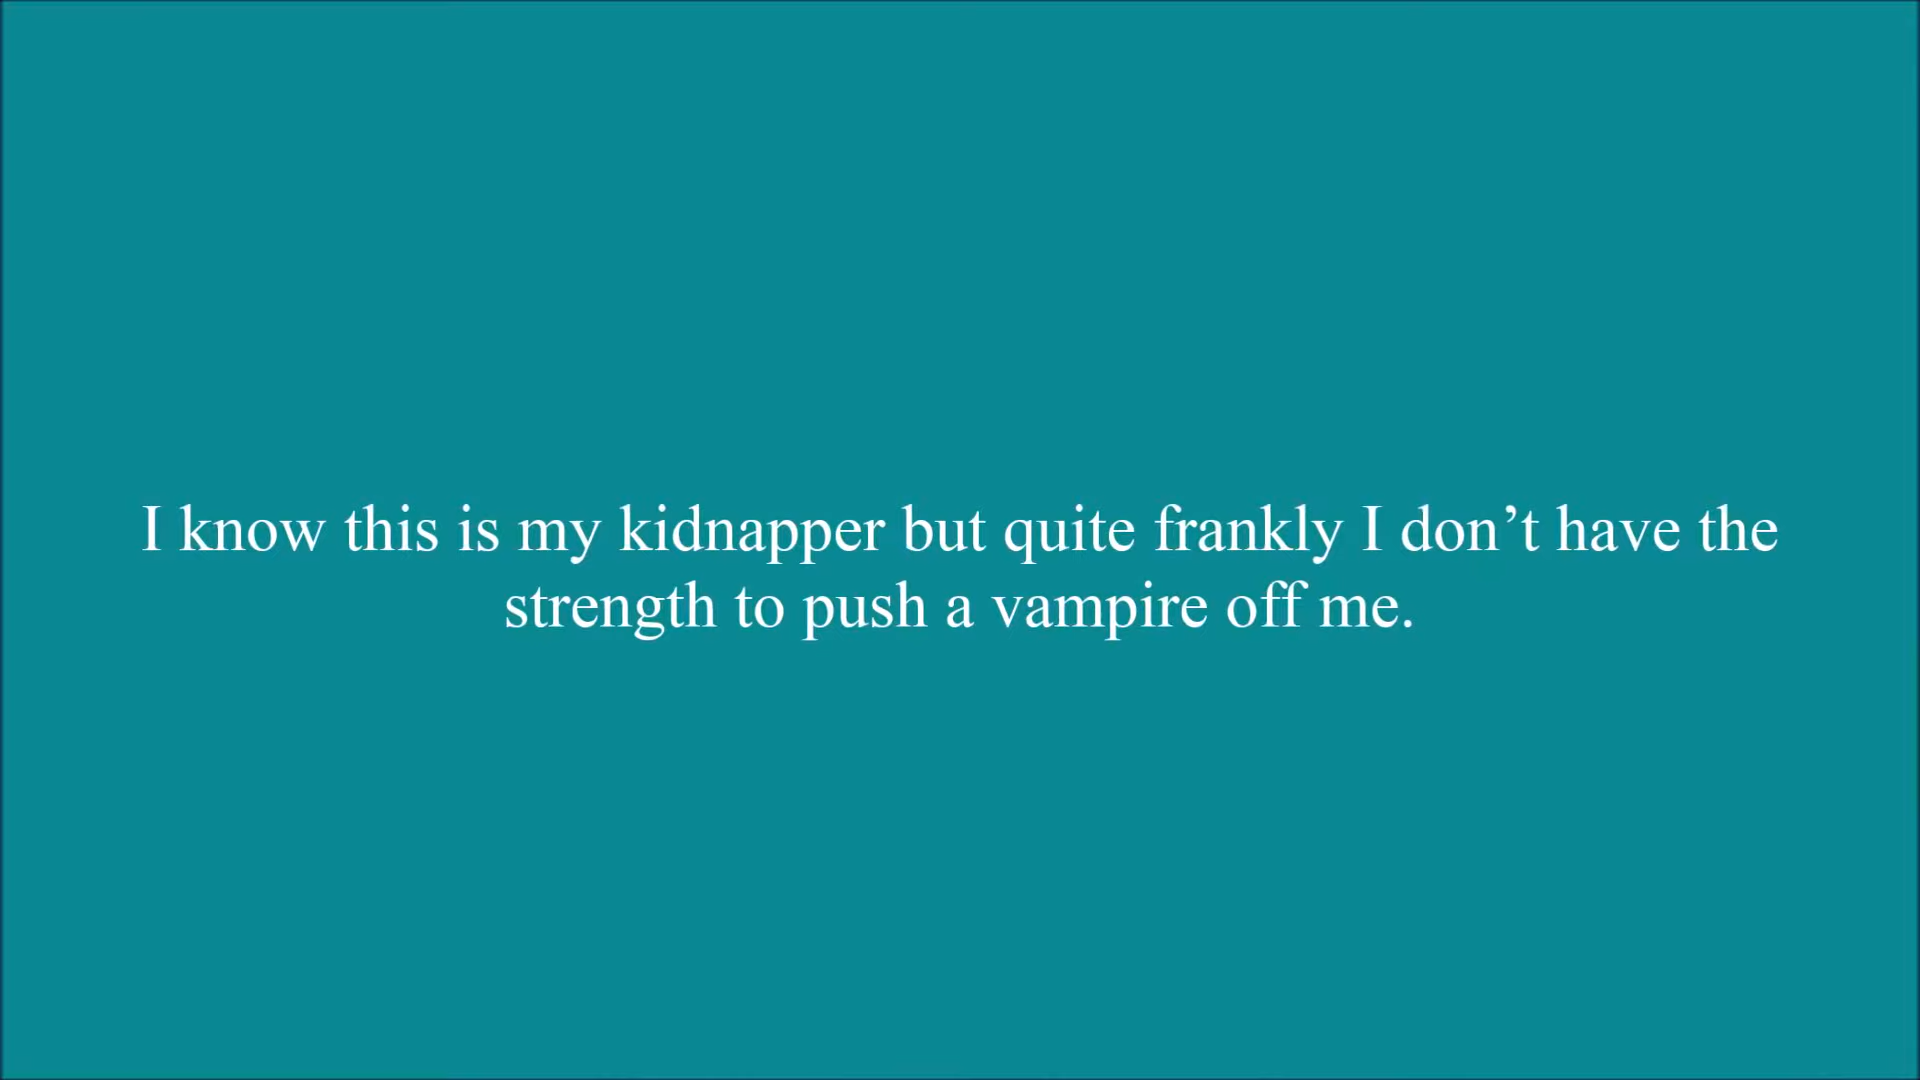 I know this is my kidnapper but quite frankly I don’t have the
strength to push a vampire off me.